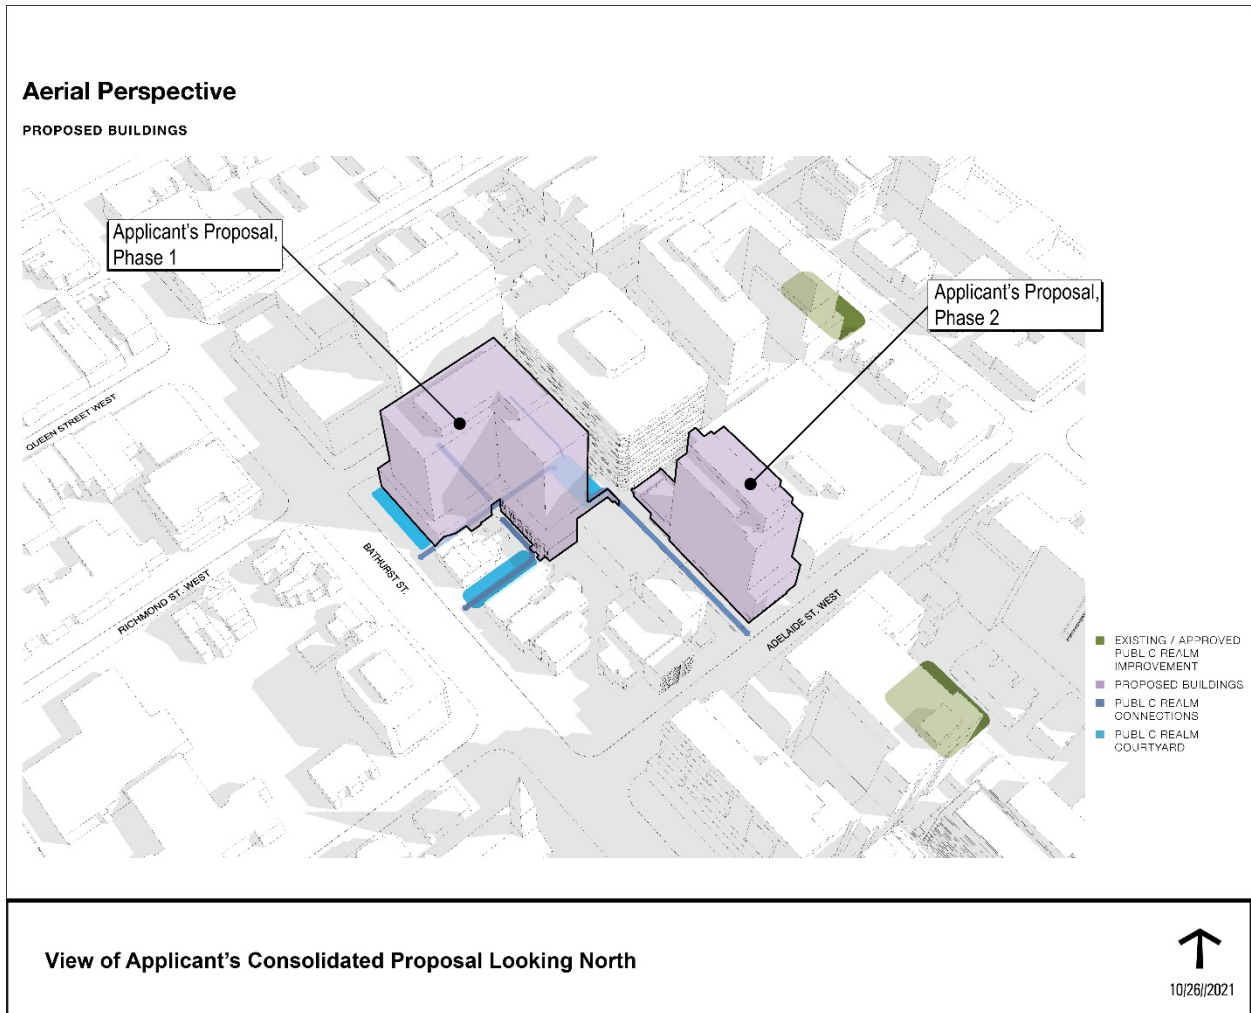 Aerial Perspective
PROPOSED BUILDINGS
Applicant's Proposal,
Phase 1
Applicant's Proposal,
Phase 2
QUEEN STREET WEST
RICHMOND ST. WEST
BATHURST ST.
ADELAIDE ST. WEST
EXISTING / APPROVED
PUBL C REALM
IMPROVEMENT
PROPOSED BUILDINGS
PUBL C REALM
CONNECTIONS
PUBL C REALM
COURTYARD
View of Applicant's Consolidated Proposal Looking North
10/26//2021